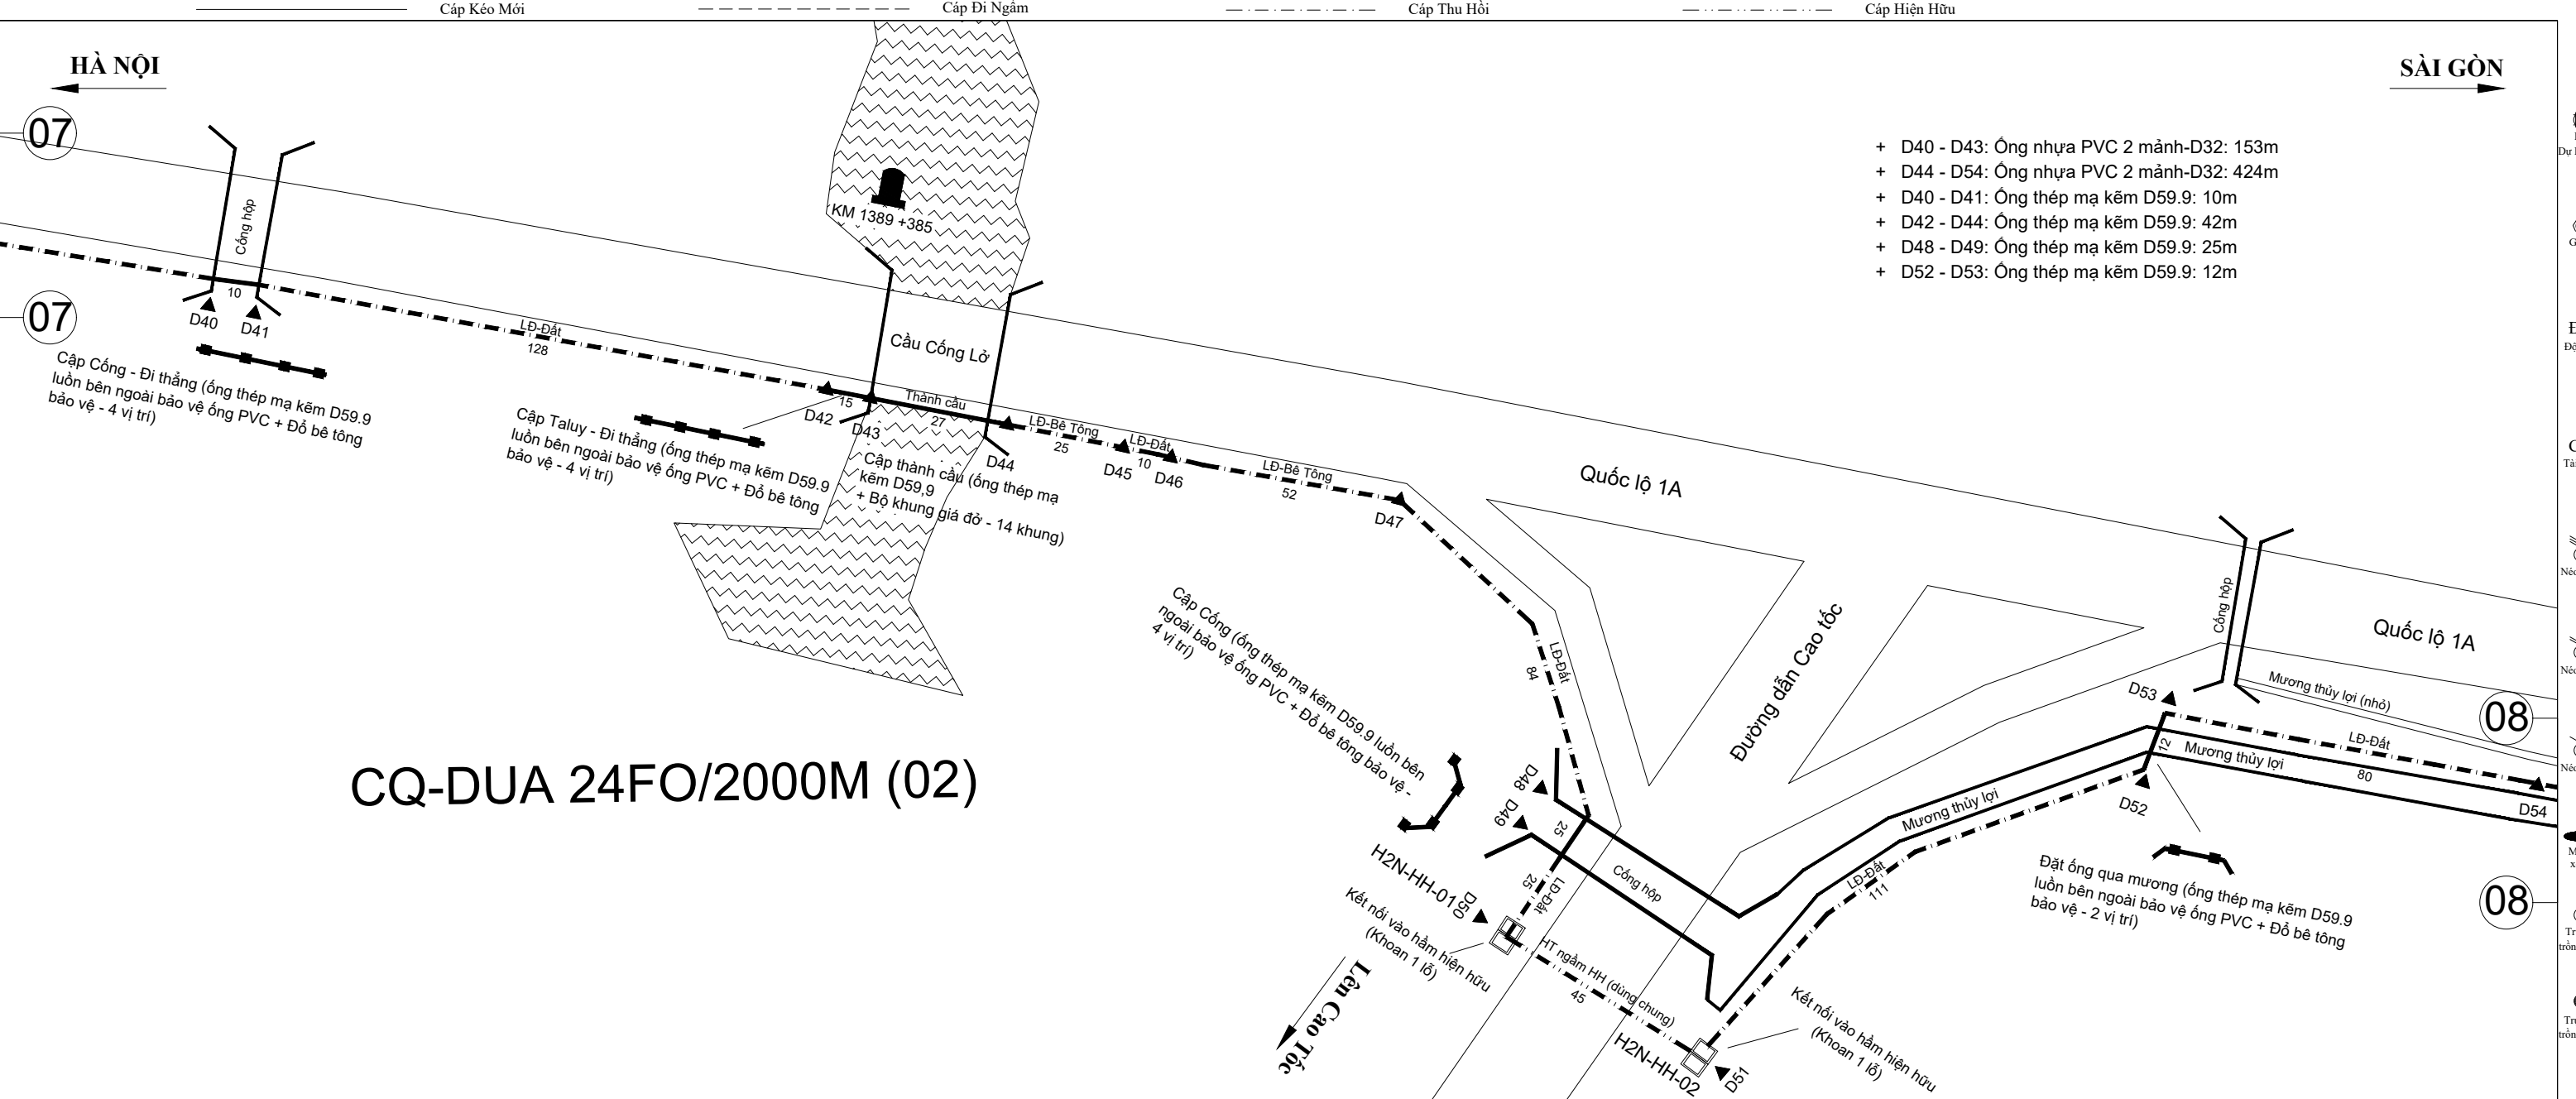 Cáp Kéo Mới
Cáp Đi Ngầm
Cáp Thu Hồi
Cáp Hiện Hữu
HÀ NỘI
SÀI GÒN
07
07
Cống hộp
10
D40
D41
Cập Cống - Đi thẳng (ống thép mạ kẽm D59.9
luồn bên ngoài bảo vệ ống PVC + Đổ bê tông
bảo vệ - 4 vị trí)
LĐ-Đất
128
KM 1389 +385
Cầu Cống Lở
15
D42
D43
Thành cầu
27
D44
Cập Taluy - Đi thẳng (ống thép mạ kẽm D59.9
luồn bên ngoài bảo vệ ống PVC + Đổ bê tông
bảo vệ - 4 vị trí)
Cập thành cầu (ống thép mạ
kẽm D59,9
+ Bộ khung giá đỡ - 14 khung)
LĐ-Bê Tông
25
D45
LĐ-Đất
10
D46
LĐ-Bê Tông
52
D47
+ D40 - D43: Ống nhựa PVC 2 mảnh-D32: 153m
+ D44 - D54: Ống nhựa PVC 2 mảnh-D32: 424m
+ D40 - D41: Ống thép mạ kẽm D59.9: 10m
+ D42 - D44: Ống thép mạ kẽm D59.9: 42m
+ D48 - D49: Ống thép mạ kẽm D59.9: 25m
+ D52 - D53: Ống thép mạ kẽm D59.9: 12m
Quốc lộ 1A
LĐ-Đất
84
Đường dẫn Cao tốc
Cống hộp
Quốc lộ 1A
Mương thủy lợi (nhỏ)
08
08
D53
12
LĐ-Đất
80
Mương thủy lợi
D54
D52
Cập Cống (ống thép mạ kẽm D59.9 luồn bên
ngoài bảo vệ ống PVC + Đổ bê tông bảo vệ -
4 vị trí)
CQ-DUA 24FO/2000M (02)
D48
D49
25
Cống hộp
Mương thủy lợi
LĐ-Đất
111
Đặt ống qua mương (ống thép mạ kẽm D59.9
luồn bên ngoài bảo vệ ống PVC + Đổ bê tông
bảo vệ - 2 vị trí)
H2N-HH-01
D50
25
LĐ-Đất
Kết nối vào hầm hiện hữu
(Khoan 1 lỗ)
HT ngầm HH (dùng chung)
45
Lên Cao Tốc
H2N-HH-02
D51
Kết nối vào hầm hiện hữu
(Khoan 1 lỗ)